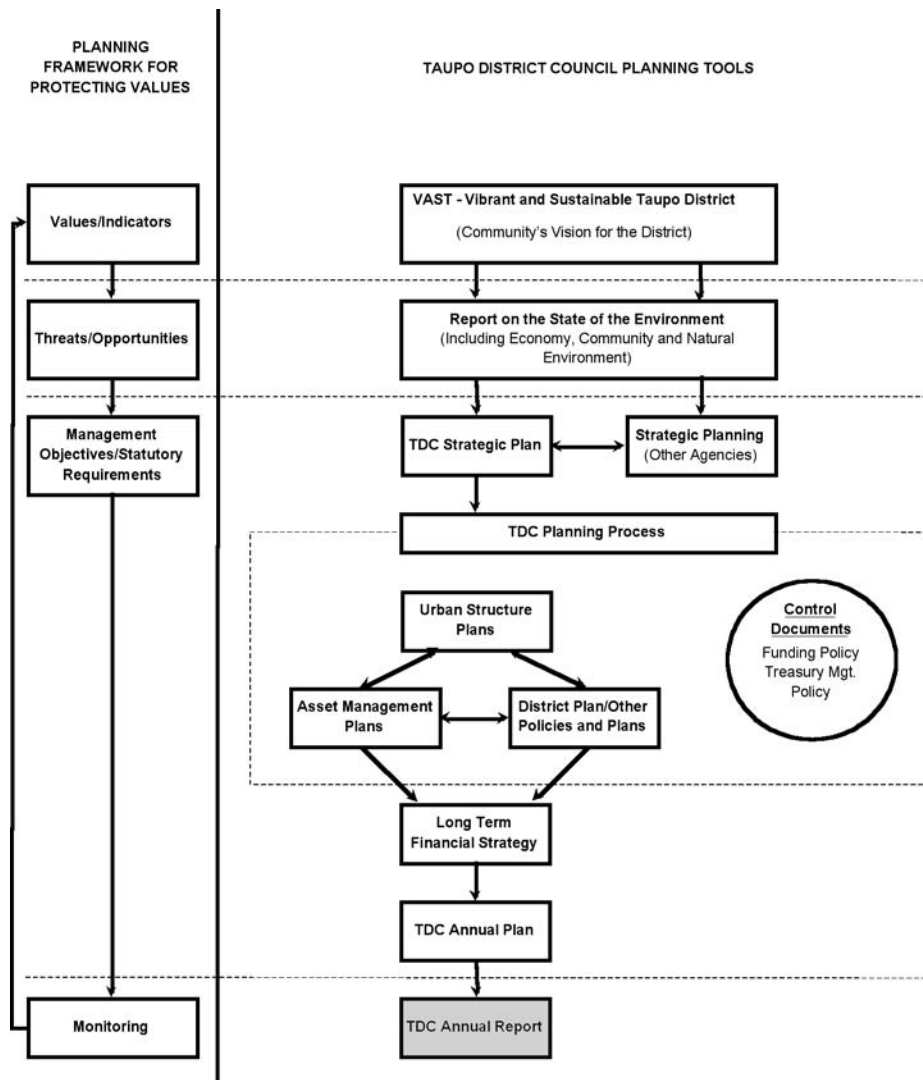 PLANNING
FRAMEWORK FOR
PROTECTING VALUES
TAUPO DISTRICT COUNCIL PLANNING TOOLS
Values/Indicators
VAST - Vibrant and Sustainable Taupo District
(Community's Vision for the District)
Threats/Opportunities
Report on the State of the Environment
(Including Economy, Community and Natural
Environment)
Management
Objectives/Statutory
Requirements
TDC Strategic Plan
Strategic Planning
(Other Agencies)
TDC Planning Process
Urban Structure
Plans
Control
Documents
Funding Policy
Treasury Mgt.
Policy
Asset Management
Plans
District Plan/Other
Policies and Plans
Long Term
Financial Strategy
TDC Annual Plan
Monitoring
TDC Annual Report